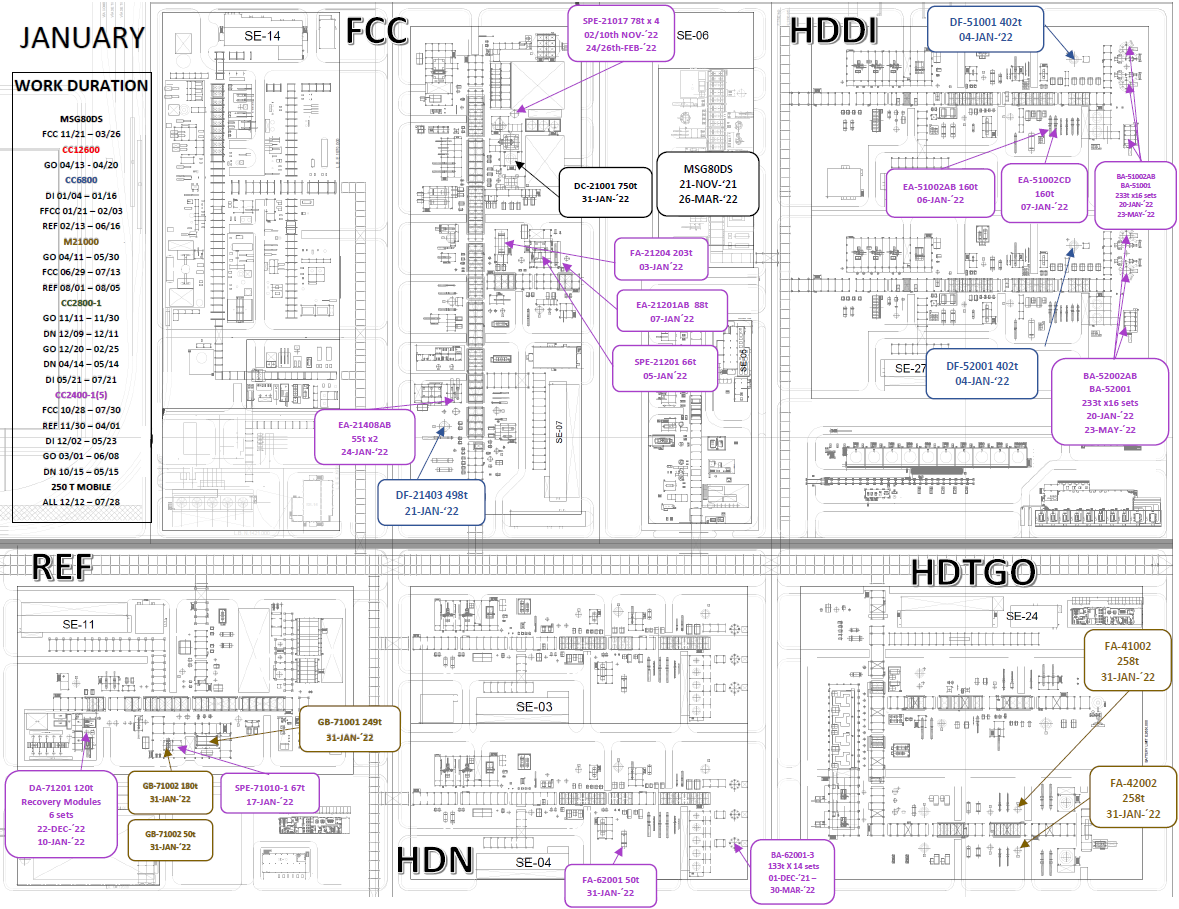 JANUARY
WORK DURATION
MSG80DS
FCC 11/21 – 03/26
CC12600
GO 04/13 - 04/20
CC6800
DI 01/04 – 01/16
FFCC 01/21 – 02/03
REF 02/13 – 06/16
M21000
GO 04/11 – 05/30
FCC 06/29 – 07/13
REF 08/01 – 08/05
CC2800-1
GO 11/11 – 11/30
DN 12/09 – 12/11
GO 12/20 – 02/25
DN 04/14 – 05/14
DI 05/21 – 07/21
CC2400-1(5)
FCC 10/28 – 07/30
REF 11/30 – 04/01
DI 12/02 – 05/23
GO 03/01 – 06/08
DN 10/15 – 05/15
250 T MOBILE
ALL 12/12 – 07/28
SE-14
FCC
SPE-21017 78t x 4
02/10th NOV-´22
24/26th-FEB-´22
SE-06
DC-21001 750t
31-JAN-´22
MSG80DS
21-NOV-‘21
26-MAR-‘22
FA-21204 203t
03-JAN´22
EA-21201AB 88t
07-JAN´22
SPE-21201 66t
05-JAN´22
SE-05
SE-07
EA-21408AB
55t x2
24-JAN-´22
DF-21403 498t
21-JAN-‘22
HDDI
DF-51001 402t
04-JAN-‘22
EA-51002AB 160t
06-JAN-´22
EA-51002CD
160t
07-JAN-´22
BA-51002AB
BA-51001
233t x16 sets
20-JAN-´22
23-MAY-´22
SE-27
DF-52001 402t
04-JAN-‘22
BA-52002AB
BA-52001
233t x16 sets
20-JAN-´22
23-MAY-´22
REF
SE-11
GB-71001 249t
31-JAN-´22
DA-71201 120t
Recovery Modules
6 sets
22-DEC-´22
10-JAN-´22
GB-71002 180t
31-JAN-´22
SPE-71010-1 67t
17-JAN-´22
GB-71002 50t
31-JAN-´22
SE-03
HDN
SE-04
FA-62001 50t
31-JAN-´22
BA-62001-3
133t X 14 sets
01-DEC-´21 –
30-MAR-´22
HDTGO
SE-24
FA-41002
258t
31-JAN-´22
FA-42002
258t
31-JAN-´22